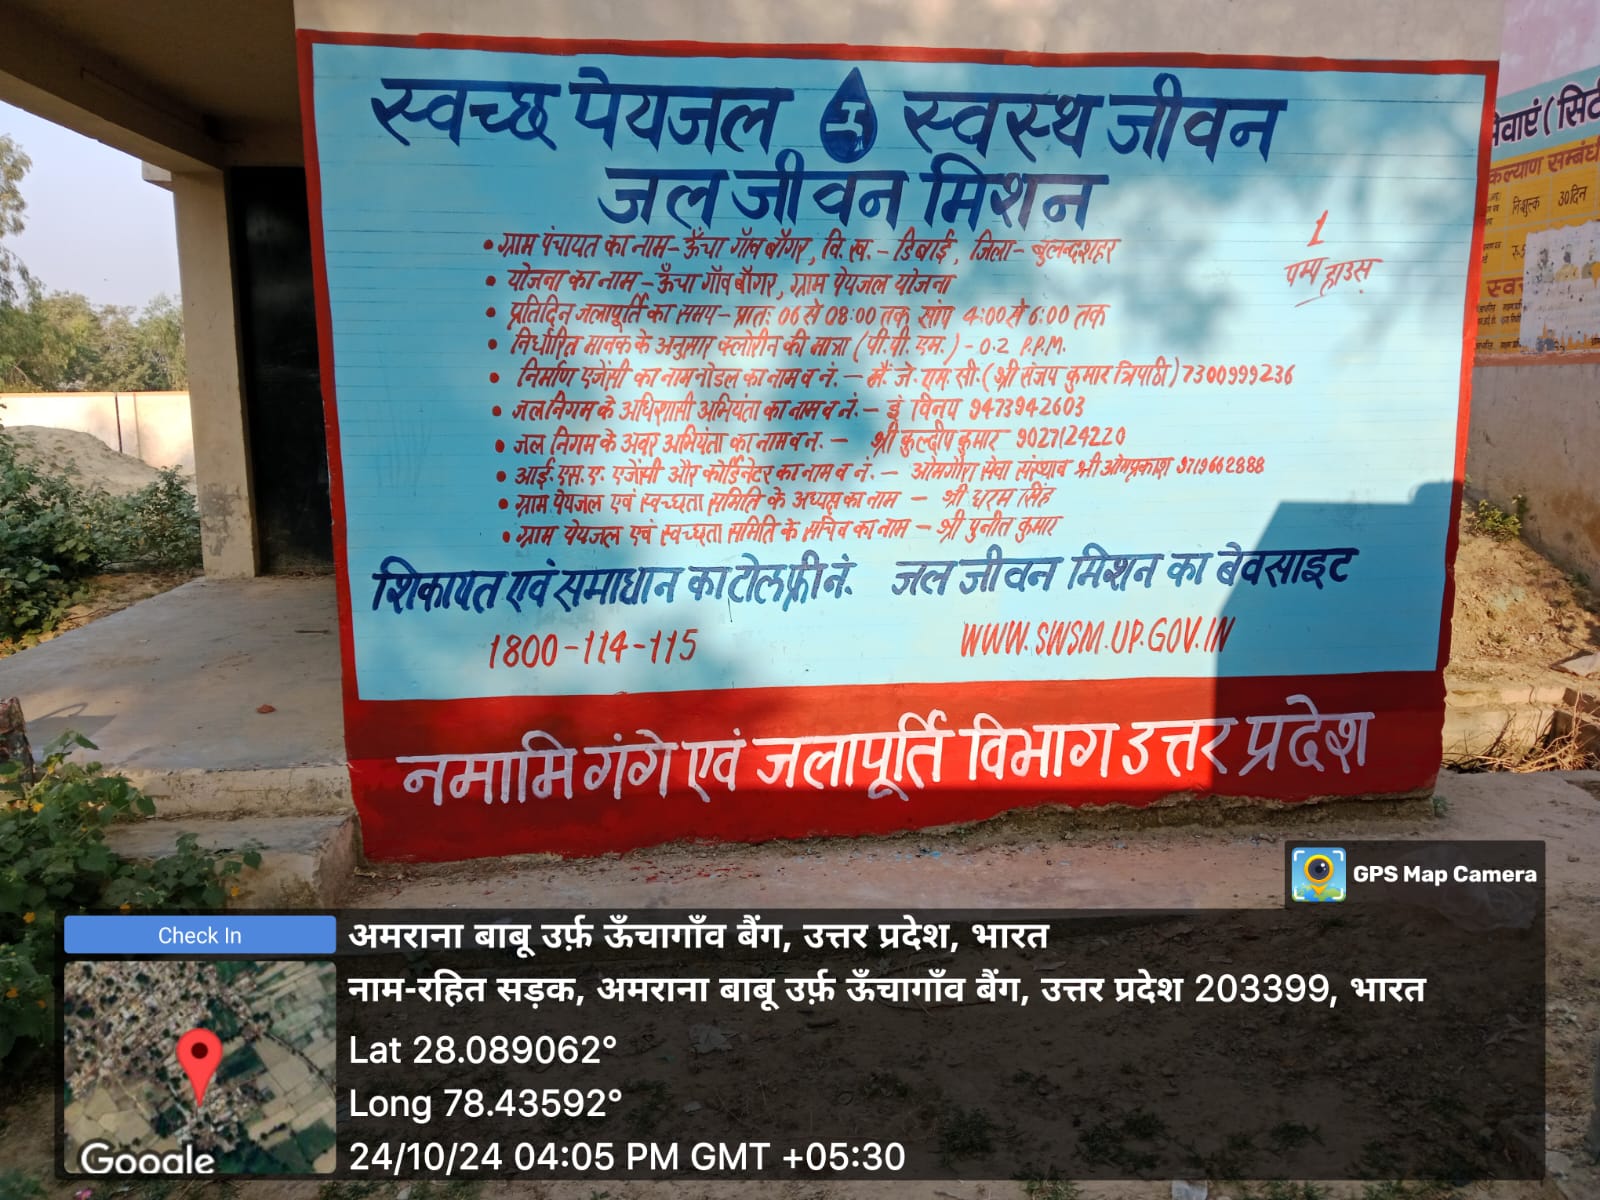 स्वच्छ पेयजल स्वस्थ जीवन
जल जीवन मिशन
• ग्राम पंचायत का नाम- ऊँचा गॉव बॉगर, वि. ख. - डिबाई, जिला- बुलन्दशहर
• योजना का नाम - ऊँचा गॉव बॉगर, ग्राम पेयजल योजना
• प्रतिदिन जलापूर्ति का समय- प्रातः 06 से 08:00 तक सांय 4:00 से 6:00 तक
• निर्धारित मानक के अनुसार क्लोरीन की मात्रा (पी. पी. एम.) - 0.2 P.P.M.
• निर्माण एजेंसी का नाम नोडल का नाम व नं. - मै. जे. एम. सी. (श्री संजय कुमार त्रिपाठी) 7300999236
• जल निगम के अधिशासी अभियंता का नाम व नं. - इं विनय 9473942603
• जल निगम के अवर अभियंता का नाम व न. - श्री कुल्दीप कुमार 9027124220
• आई. एस. ए. एजेंसी और कोर्डिनेटर का नाम व नं. - ओमगौरा सेवा संस्थान श्री ओमप्रकाश 9719662888
• ग्राम पेयजल एवं स्वच्छता समिति के अध्यक्ष का नाम - श्री धरम सिंह
• ग्राम पेयजल एवं स्वच्छता समिति के सचिव का नाम - श्री पुनीत कुमार
1
पम्प हाउस
शिकायत एवं समाधान का टोल फ्री नं. जल जीवन मिशन का बेवसाइट
1800-114-115 WWW.SWSM.UP.GOV.IN
नमामि गंगे एवं जलापूर्ति विभाग उत्तर प्रदेश
सेवाएं (सिटी
कल्याण सम्बंधी
निःशुल्क 30 दिन
GPS Map Camera
Check In
अमराना बाबू उर्फ़ ऊँचागाँव बैंग, उत्तर प्रदेश, भारत
नाम-रहित सड़क, अमराना बाबू उर्फ़ ऊँचागाँव बैंग, उत्तर प्रदेश 203399, भारत
Lat 28.089062°
Long 78.43592°
24/10/24 04:05 PM GMT +05:30
Google